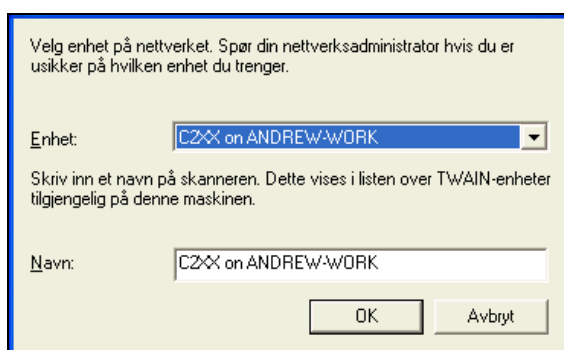 Velg enhet på nettverket. Spør din nettverksadministrator hvis du er
usikker på hvilken enhet du trenger.
Enhet: C2XX on ANDREW-WORK
Skriv inn et navn på skanneren. Dette vises i listen over TWAIN-enheter
tilgjengelig på denne maskinen.
Navn: C2XX on ANDREW-WORK
OK Avbryt